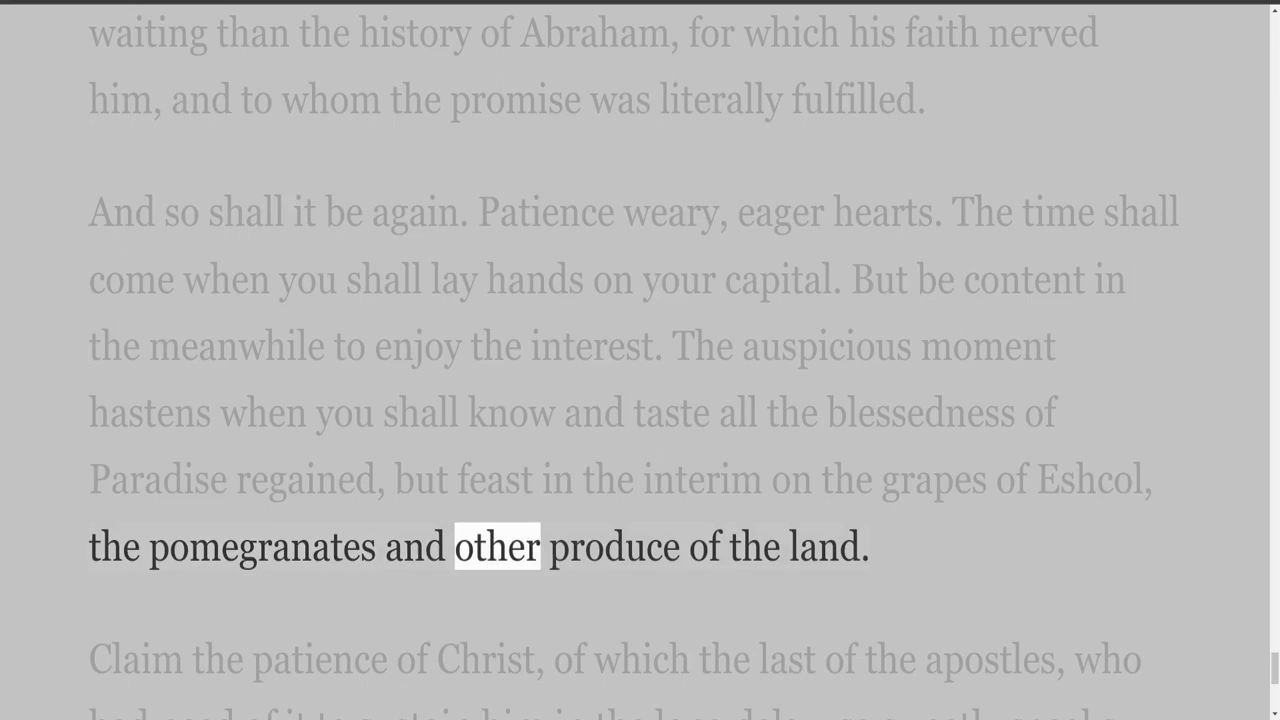 waiting than the history of Abraham, for which his faith nerved
him, and to whom the promise was literally fulfilled.
And so shall it be again. Patience weary, eager hearts. The time shall
come when you shall lay hands on your capital. But be content in
the meanwhile to enjoy the interest. The auspicious moment
hastens when you shall know and taste all the blessedness of
Paradise regained, but feast in the interim on the grapes of Eshcol,
the pomegranates and other produce of the land.
Claim the patience of Christ, of which the last of the apostles, who